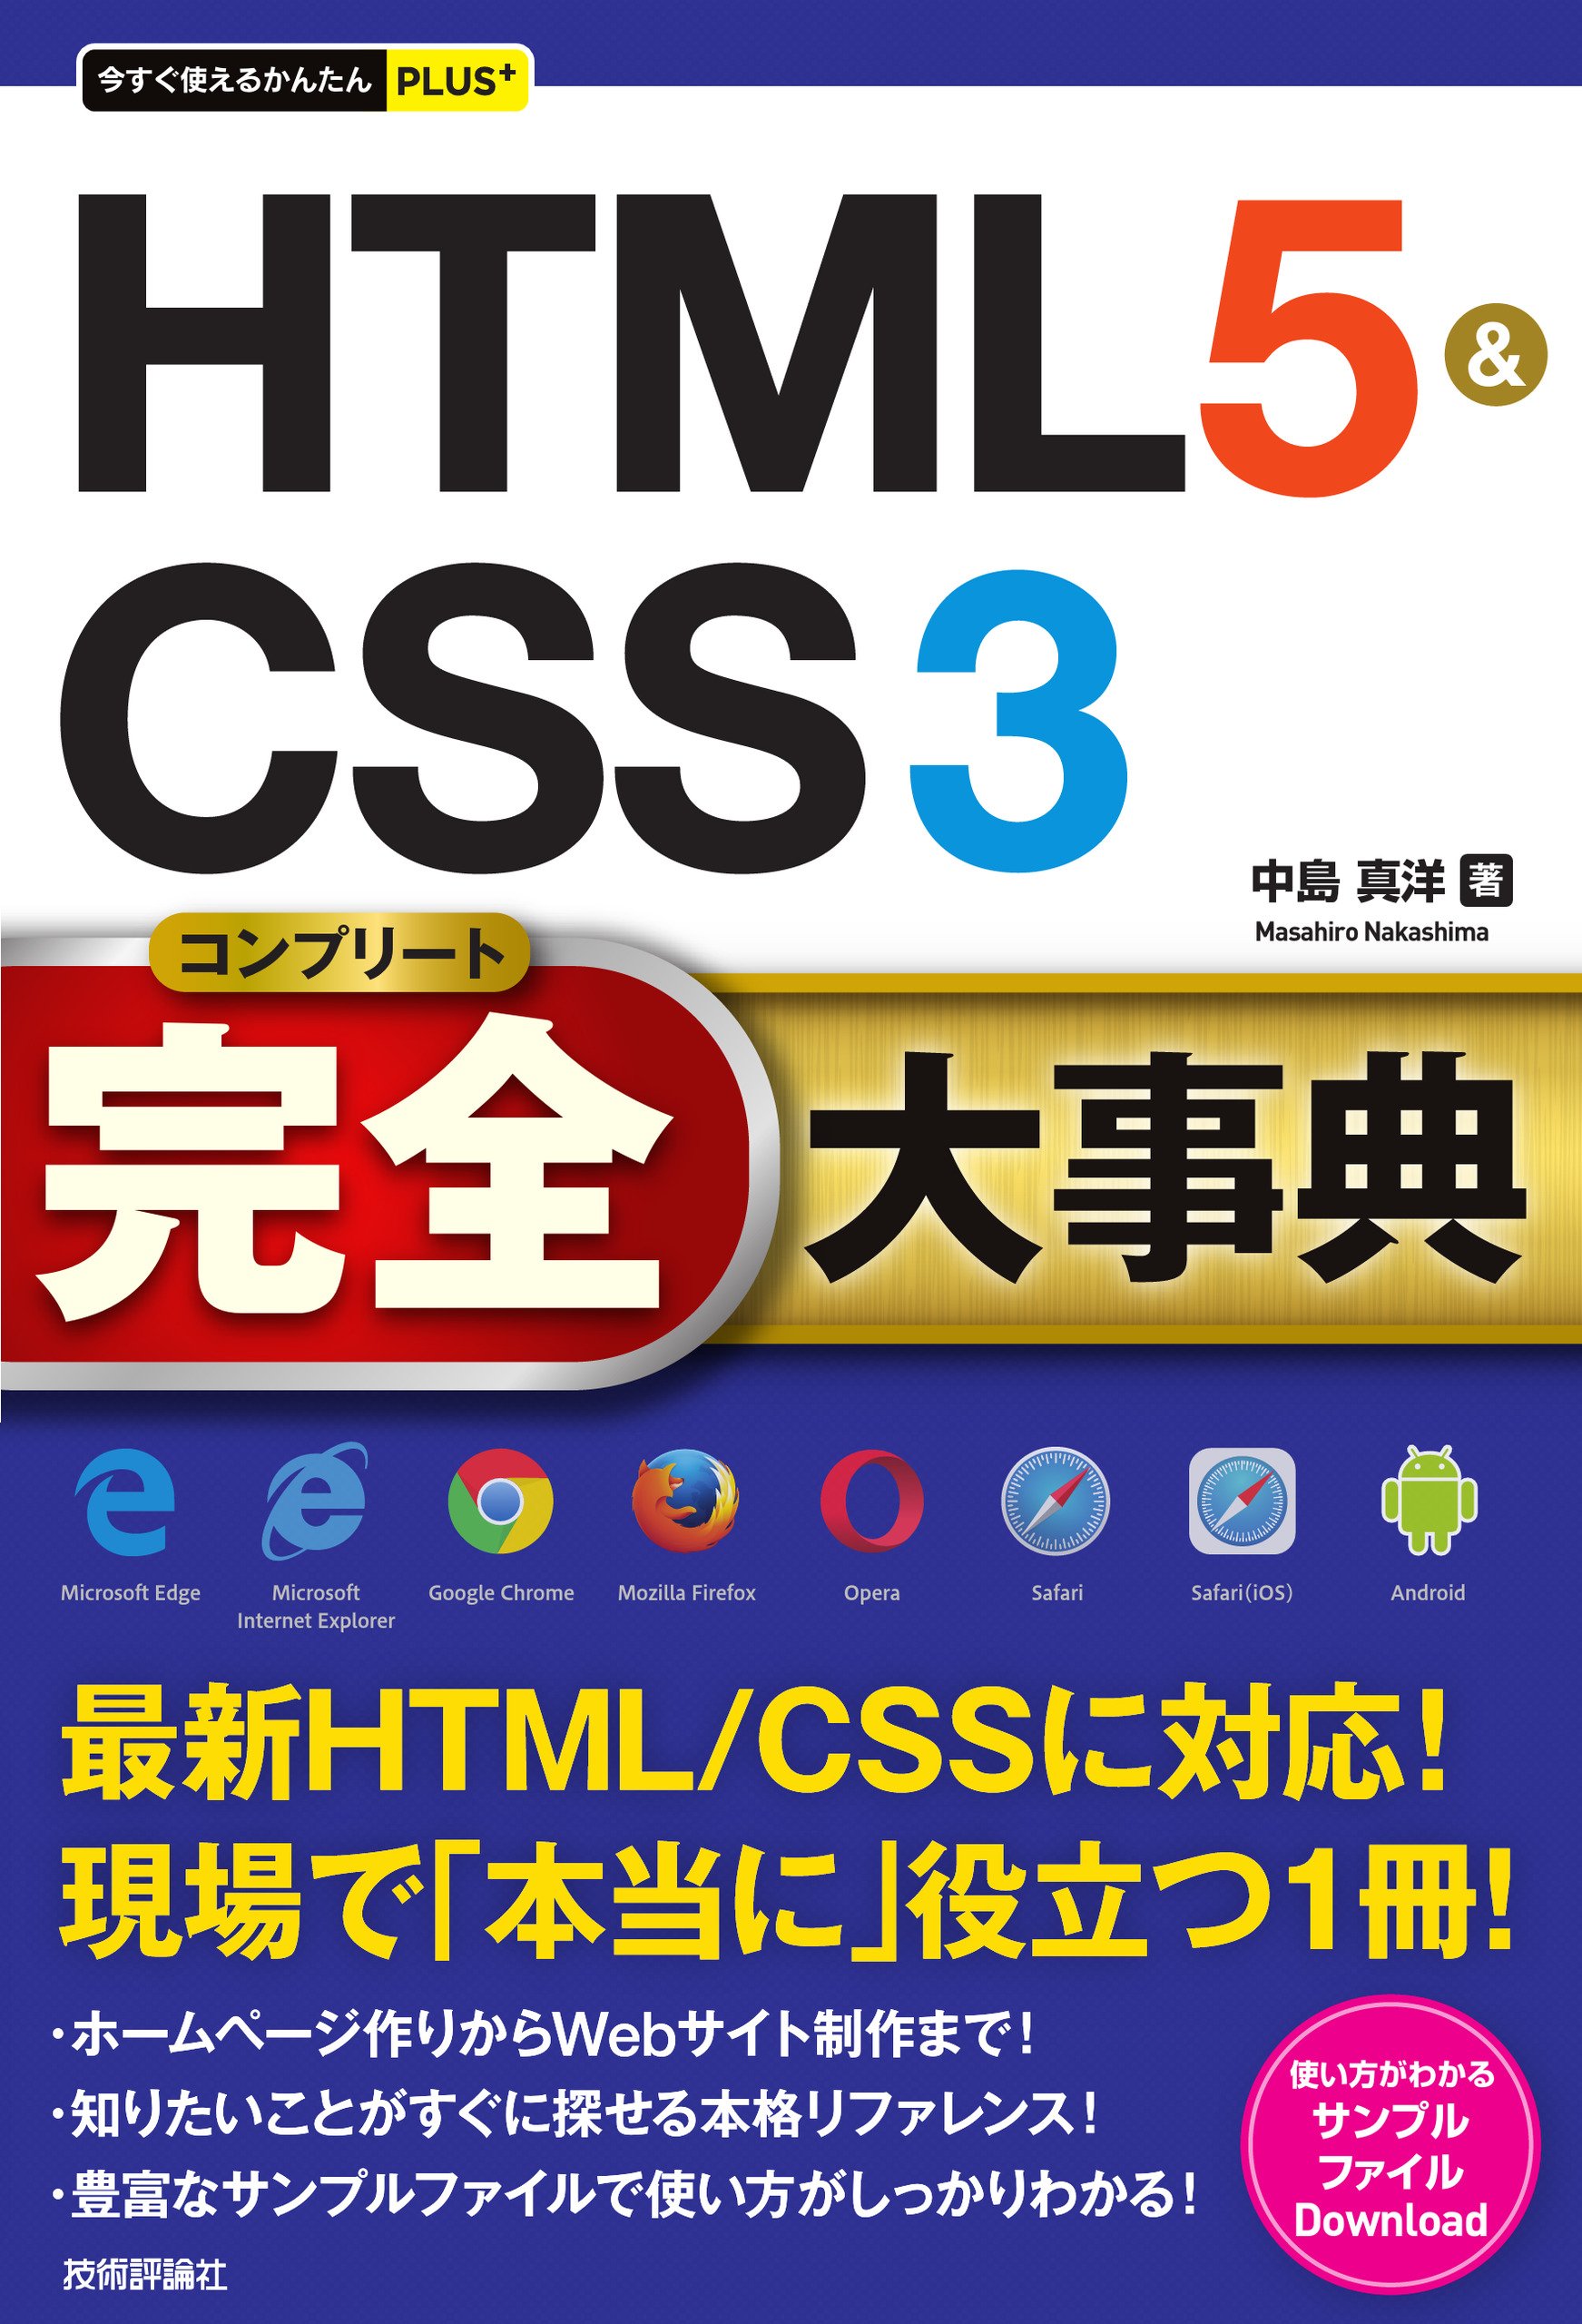 今すぐ使えるかんたんPLUS+
HTML5&
CSS3
中島 真洋 著
Masahiro Nakashima
コンプリート
完全大事典
Microsoft Edge
Microsoft Internet Explorer
Google Chrome
Mozilla Firefox
Opera
Safari
Safari(iOS)
Android
最新HTML/CSSに対応!
現場で「本当に」役立つ1冊!
・ホームページ作りからWebサイト制作まで!
・知りたいことがすぐに探せる本格リファレンス!
・豊富なサンプルファイルで使い方がしっかりわかる!
使い方がわかる
サンプル
ファイル
Download
技術評論社